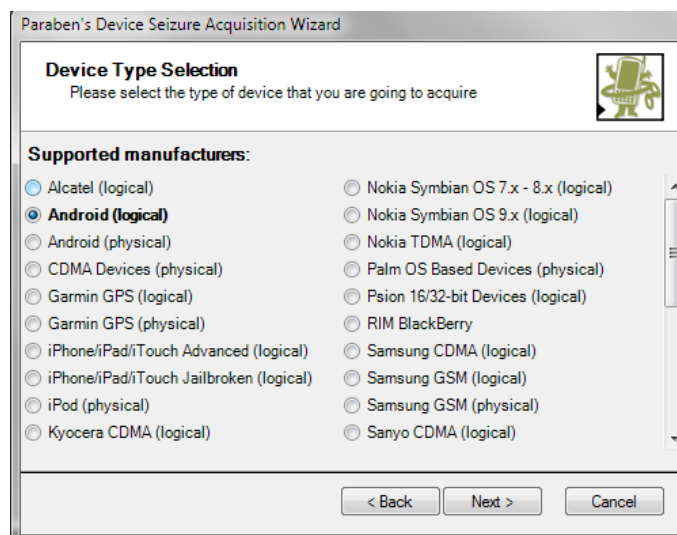 Paraben's Device Seizure Acquisition Wizard
Device Type Selection
Please select the type of device that you are going to acquire
Supported manufacturers:
Alcatel (logical)
Android (logical)
Android (physical)
CDMA Devices (physical)
Garmin GPS (logical)
Garmin GPS (physical)
iPhone/iPad/iTouch Advanced (logical)
iPhone/iPad/iTouch Jailbroken (logical)
iPod (physical)
Kyocera CDMA (logical)
Nokia Symbian OS 7.x - 8.x (logical)
Nokia Symbian OS 9.x (logical)
Nokia TDMA (logical)
Palm OS Based Devices (physical)
Psion 16/32-bit Devices (logical)
RIM BlackBerry
Samsung CDMA (logical)
Samsung GSM (logical)
Samsung GSM (physical)
Sanyo CDMA (logical)
< Back
Next >
Cancel